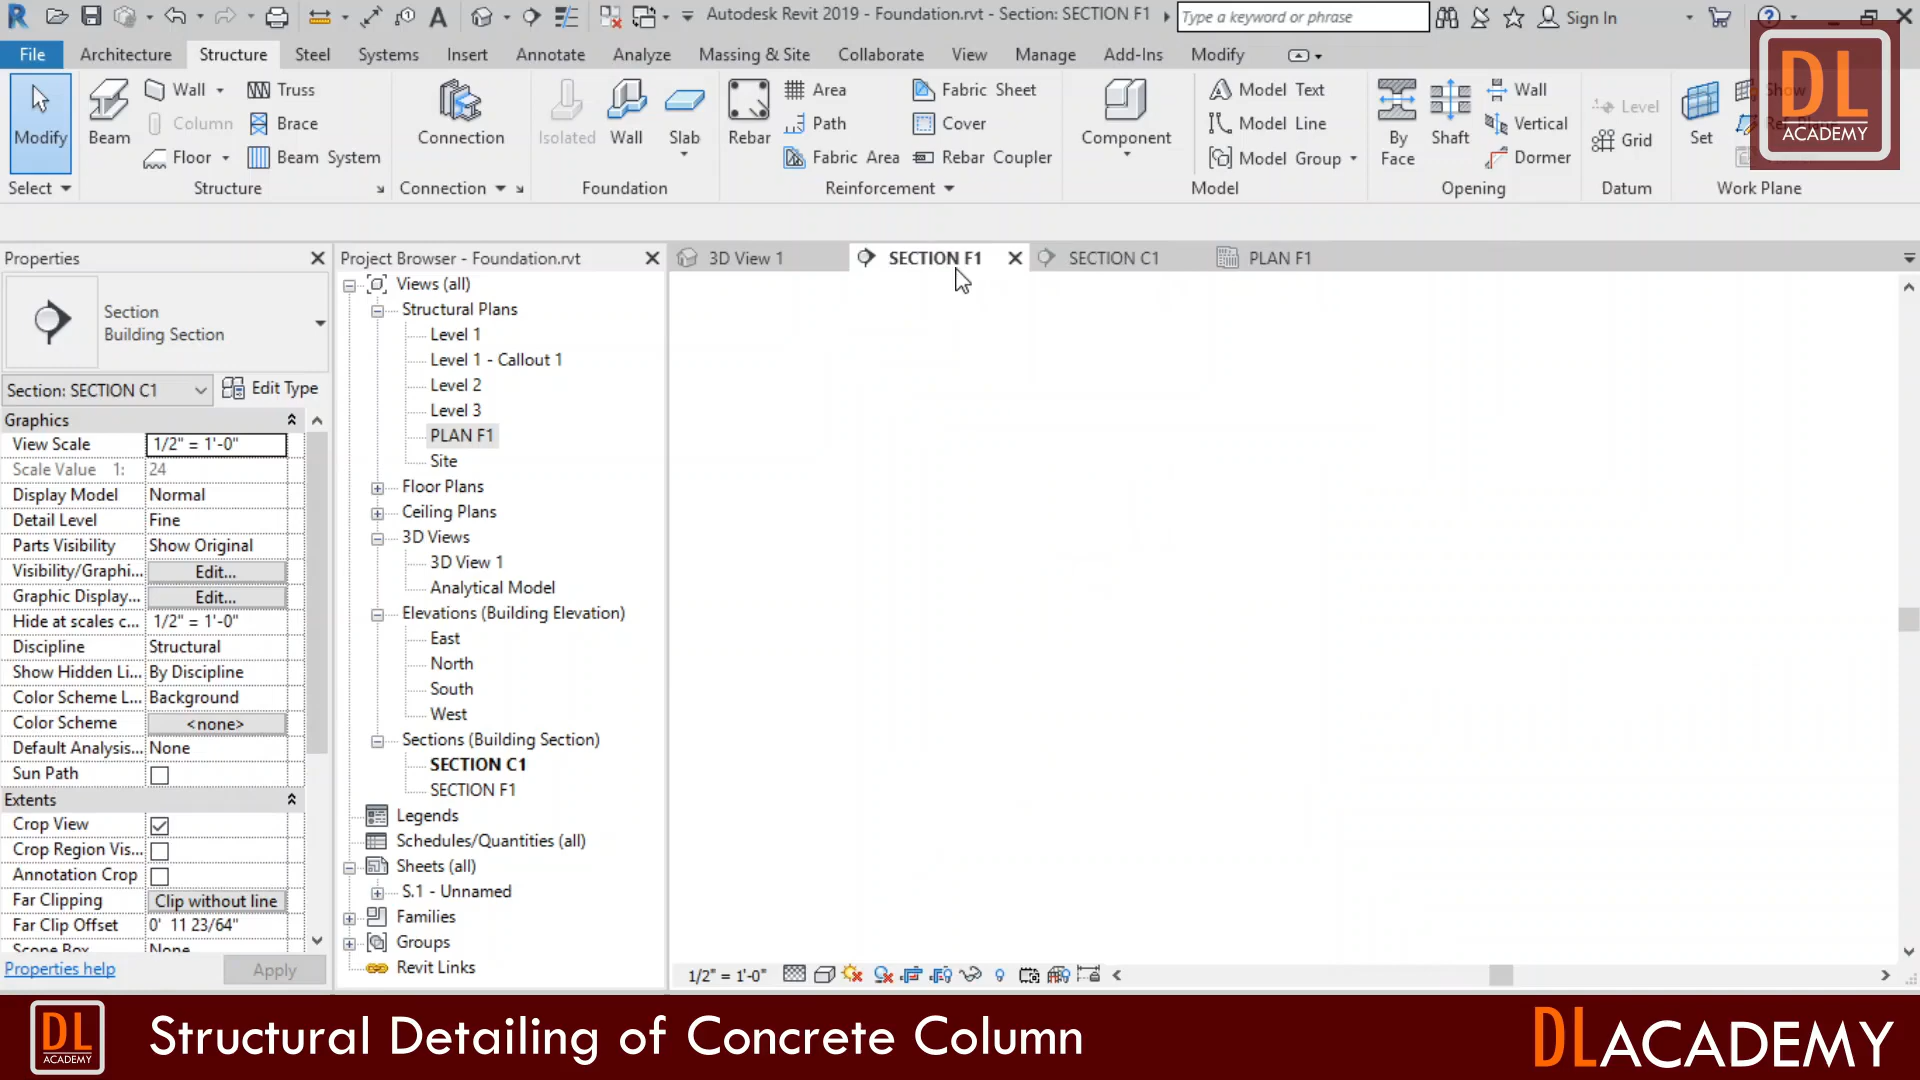 Autodesk Revit 2019 - Foundation.rvt - Section: SECTION F1
Type a keyword or phrase
Sign In
File Architecture Structure Steel Systems Insert Annotate Analyze Massing & Site Collaborate View Manage Add-Ins Modify
Modify
Select
Beam
Wall
Column
Floor
Truss
Brace
Beam System
Structure
Connection
Connection
Isolated
Wall
Slab
Foundation
Rebar
Area
Path
Fabric Area
Fabric Sheet
Cover
Rebar Coupler
Reinforcement
Component
Model Text
Model Line
Model Group
Model
By Face
Shaft
Wall
Vertical
Dormer
Opening
Level
Grid
Datum
Set
Show
Work Plane
DL
ACADEMY
Properties
Section
Building Section
Section: SECTION C1
Edit Type
Graphics
View Scale 1/2" = 1'-0"
Scale Value 1: 24
Display Model Normal
Detail Level Fine
Parts Visibility Show Original
Visibility/Graphi... Edit...
Graphic Display... Edit...
Hide at scales c... 1/2" = 1'-0"
Discipline Structural
Show Hidden Li... By Discipline
Color Scheme L... Background
Color Scheme <none>
Default Analysis... None
Sun Path
Extents
Crop View
Crop Region Vis...
Annotation Crop
Far Clipping Clip without line
Far Clip Offset 0' 11 23/64"
Scope Box None
Properties help
Apply
Project Browser - Foundation.rvt
Views (all)
Structural Plans
Level 1
Level 1 - Callout 1
Level 2
Level 3
PLAN F1
Site
Floor Plans
Ceiling Plans
3D Views
3D View 1
Analytical Model
Elevations (Building Elevation)
East
North
South
West
Sections (Building Section)
SECTION C1
SECTION F1
Legends
Schedules/Quantities (all)
Sheets (all)
S.1 - Unnamed
Families
Groups
Revit Links
3D View 1
SECTION F1
SECTION C1
PLAN F1
1/2" = 1'-0"
DL
ACADEMY
Structural Detailing of Concrete Column
DLACADEMY